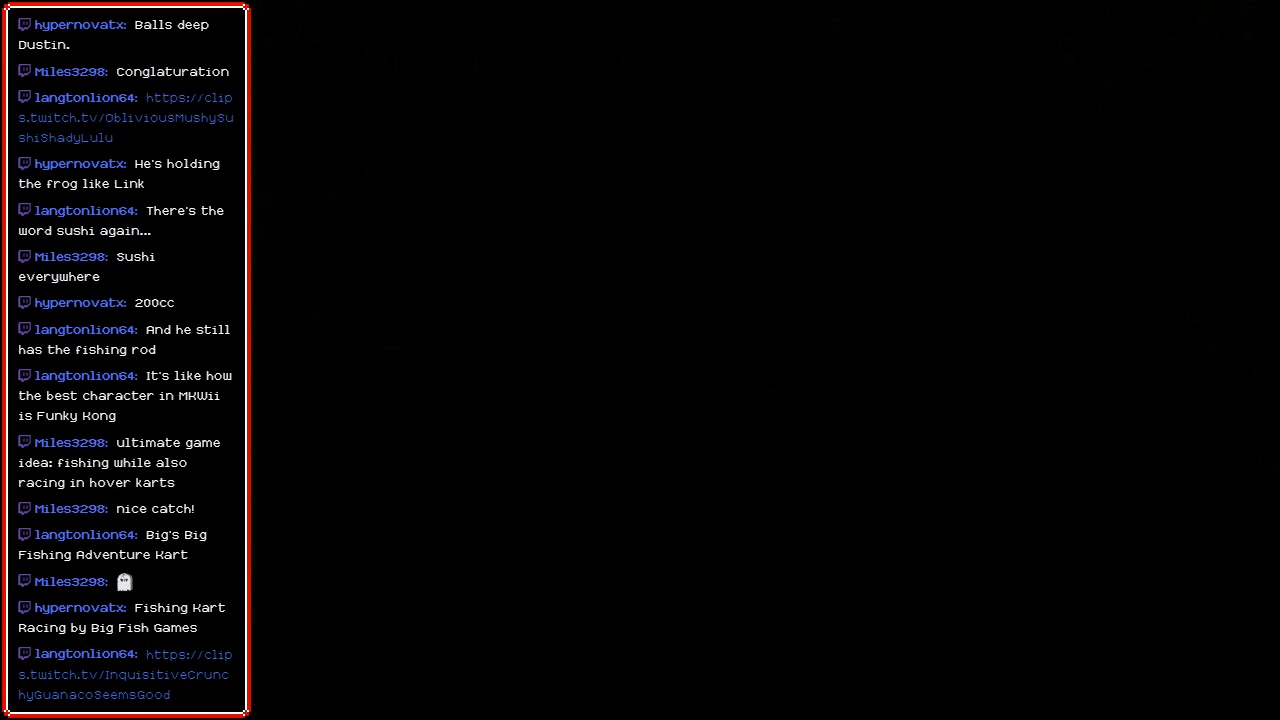 hypernovatx: Balls deep
Dustin.
Miles3298: Conglaturation
langtonlion64: https://clip
s.twitch.tv/ObliviousMushySu
shiShadyLulu
hypernovatx: He's holding
the frog like Link
langtonlion64: There's the
word sushi again...
Miles3298: Sushi
everywhere
hypernovatx: 200cc
langtonlion64: And he still
has the fishing rod
langtonlion64: It's like how
the best character in MKWii
is Funky Kong
Miles3298: ultimate game
idea: fishing while also
racing in hover karts
Miles3298: nice catch!
langtonlion64: Big's Big
Fishing Adventure Kart
Miles3298:
hypernovatx: Fishing Kart
Racing by Big Fish Games
langtonlion64: https://clip
s.twitch.tv/InquisitiveCrunc
hyGuanacoSeemsGood